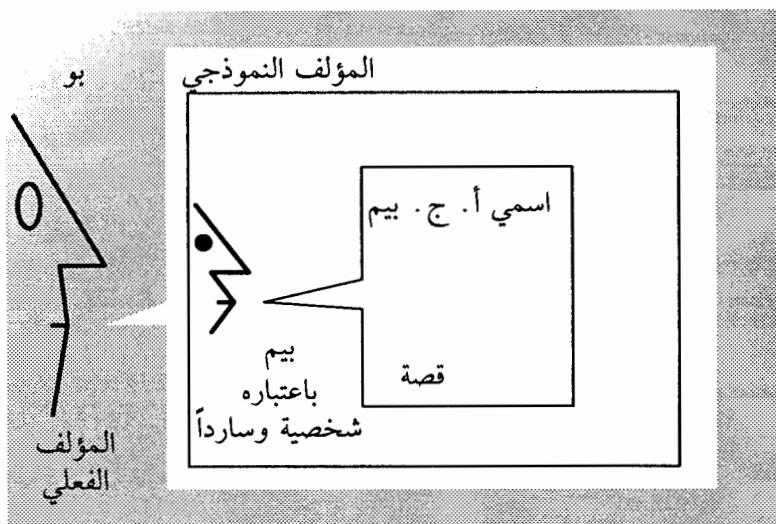 بو
المؤلف النموذجي
اسمي أ. ج. بيم
قصة
بيم
باعتباره
شخصية وسارداً
المؤلف
الفعلي